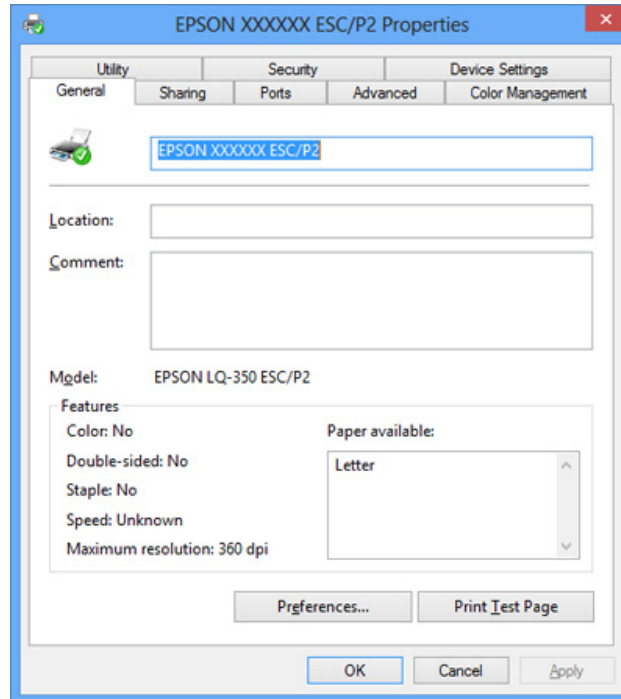 EPSON XXXXXX ESC/P2 Properties
Utility Security Device Settings
General Sharing Ports Advanced Color Management
EPSON XXXXXX ESC/P2
Location:
Comment:
Model: EPSON LQ-350 ESC/P2
Features
Color: No
Paper available:
Double-sided: No
Letter
Staple: No
Speed: Unknown
Maximum resolution: 360 dpi
Preferences... Print Test Page
OK Cancel Apply